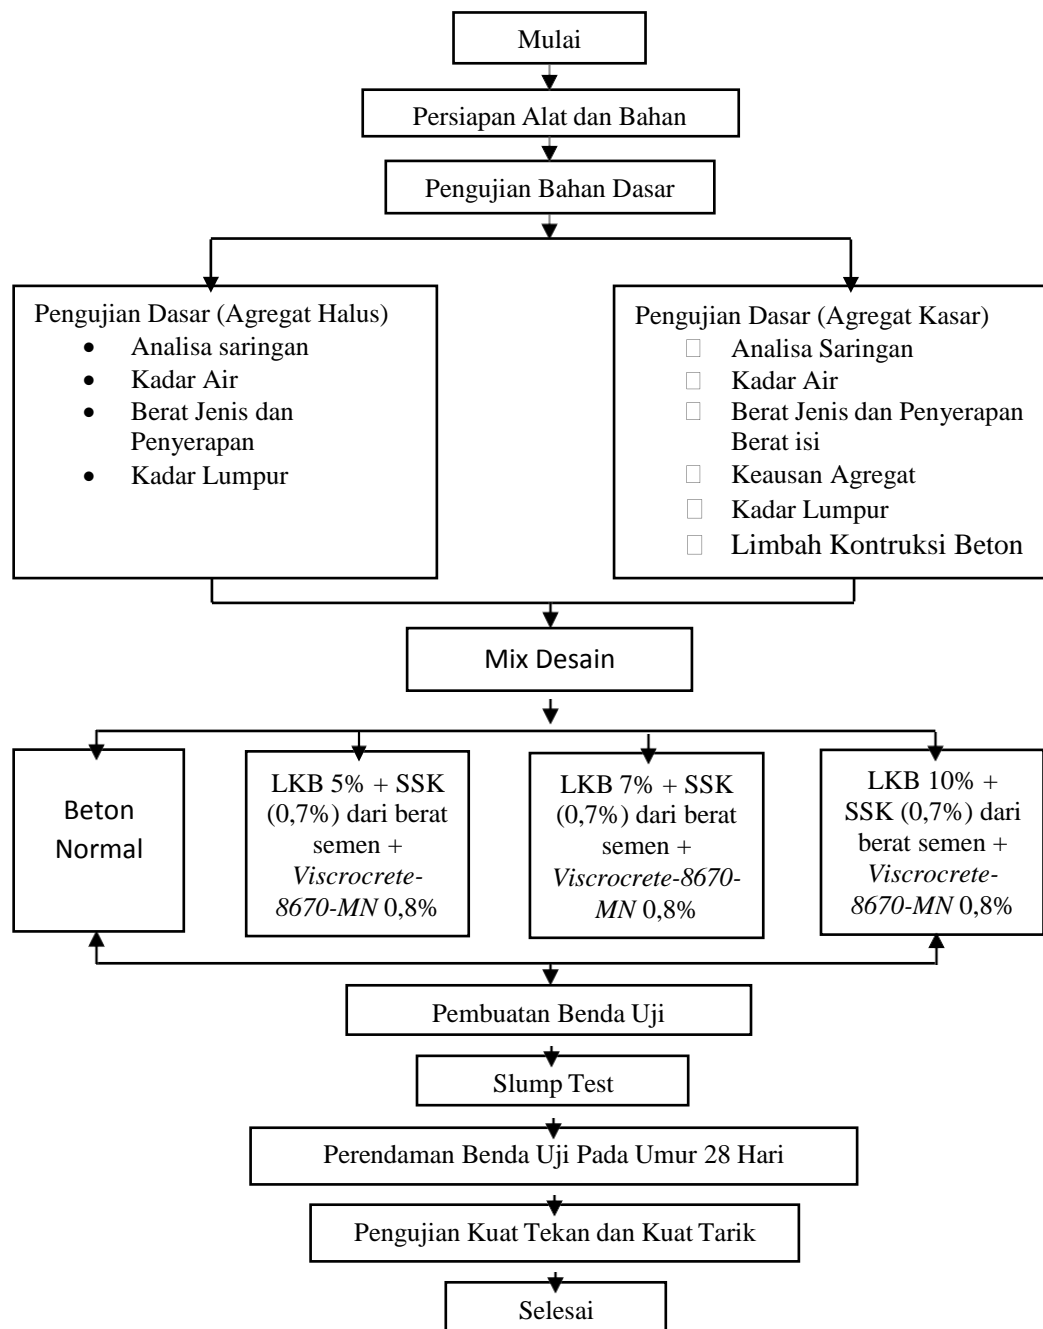 Mulai
Persiapan Alat dan Bahan
Pengujian Bahan Dasar
Pengujian Dasar (Agregat Halus)
• Analisa saringan
• Kadar Air
• Berat Jenis dan
Penyerapan
• Kadar Lumpur
Pengujian Dasar (Agregat Kasar)
 Analisa Saringan
 Kadar Air
 Berat Jenis dan Penyerapan
Berat isi
 Keausan Agregat
 Kadar Lumpur
 Limbah Kontruksi Beton
Mix Desain
Beton
Normal
LKB 5% + SSK
(0,7%) dari berat
semen +
Viscrocrete-
8670-MN 0,8%
LKB 7% + SSK
(0,7%) dari berat
semen +
Viscrocrete-8670-
MN 0,8%
LKB 10% +
SSK (0,7%) dari
berat semen +
Viscrocrete-
8670-MN 0,8%
Pembuatan Benda Uji
Slump Test
Perendaman Benda Uji Pada Umur 28 Hari
Pengujian Kuat Tekan dan Kuat Tarik
Selesai